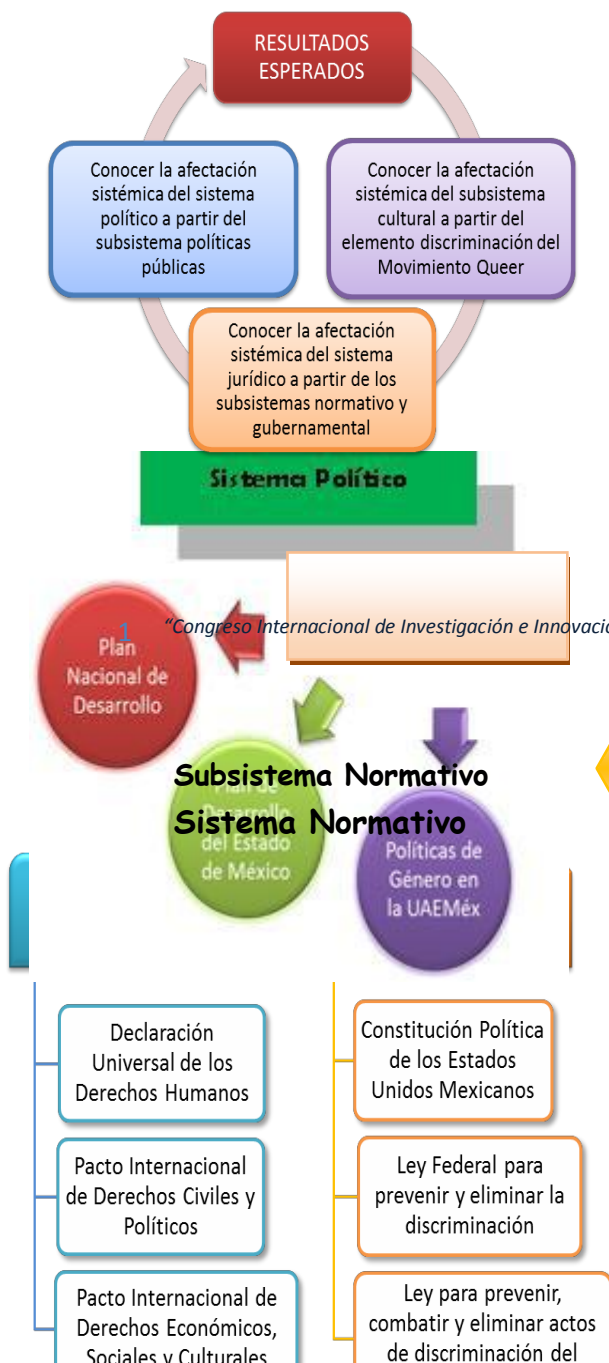 RESULTADOS
ESPERADOS
Conocer la afectación
sistémica del sistema
político a partir del
subsistema políticas
públicas
Conocer la afectación
sistémica del subsistema
cultural a partir del
elemento discriminación del
Movimiento Queer
Conocer la afectación
sistémica del sistema
jurídico a partir de los
subsistemas normativo y
gubernamental
Sistema Político
1
"Congreso Internacional de Investigación e Innovació
Plan
Nacional de
Desarrollo
Subsistema Normativo
Sistema Normativo
Plan de
Desarrollo
del Estado
de México
Políticas de
Género en
la UAEMéx
Declaración
Universal de los
Derechos Humanos
Pacto Internacional
de Derechos Civiles y
Políticos
Pacto Internacional de
Derechos Económicos,
Sociales y Culturales
Constitución Política
de los Estados
Unidos Mexicanos
Ley Federal para
prevenir y eliminar la
discriminación
Ley para prevenir,
combatir y eliminar actos
de discriminación del